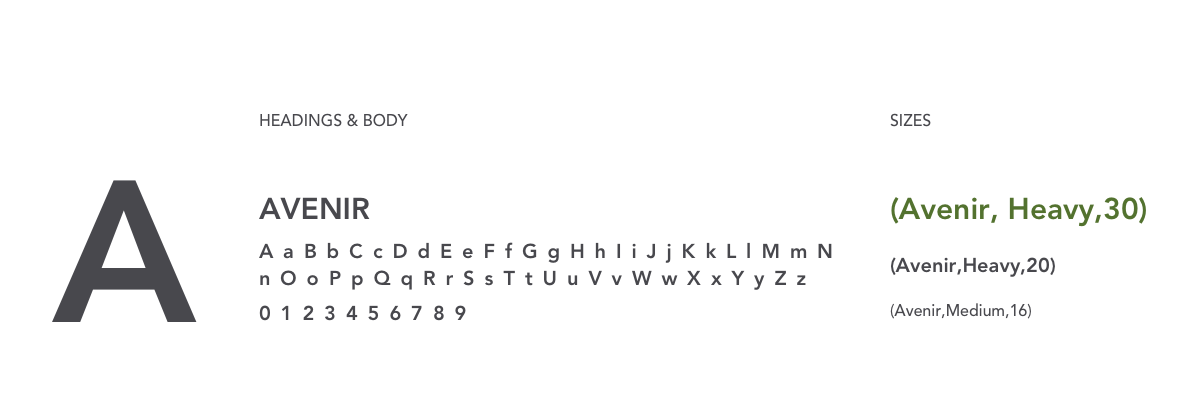 HEADINGS & BODY
SIZES
A
AVENIR
A a B b C c D d E e F f G g H h I i J j K k L l M m N
n O o P p Q q R r S s T t U u V v W w X x Y y Z z
0 1 2 3 4 5 6 7 8 9
(Avenir, Heavy,30)
(Avenir,Heavy,20)
(Avenir,Medium,16)